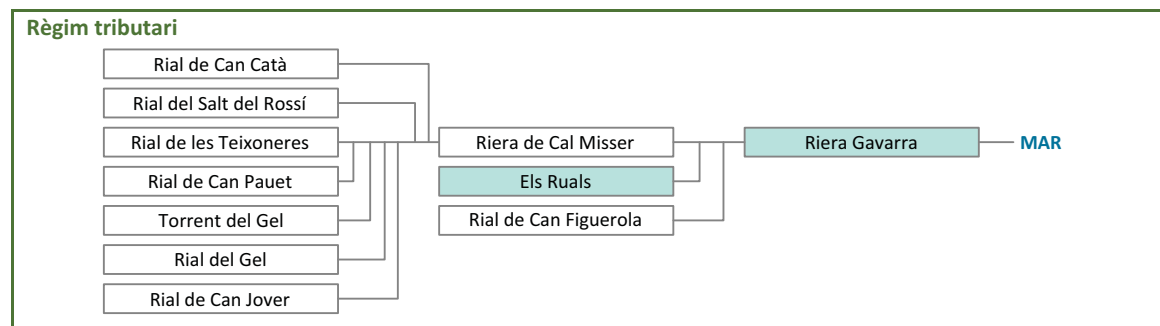 Règim tributari
Rial de Can Catà
Rial del Salt del Rossí
Rial de les Teixoneres
Riera de Cal Misser
Riera Gavarra
MAR
Rial de Can Pauet
Els Ruals
Torrent del Gel
Rial de Can Figuerola
Rial del Gel
Rial de Can Jover